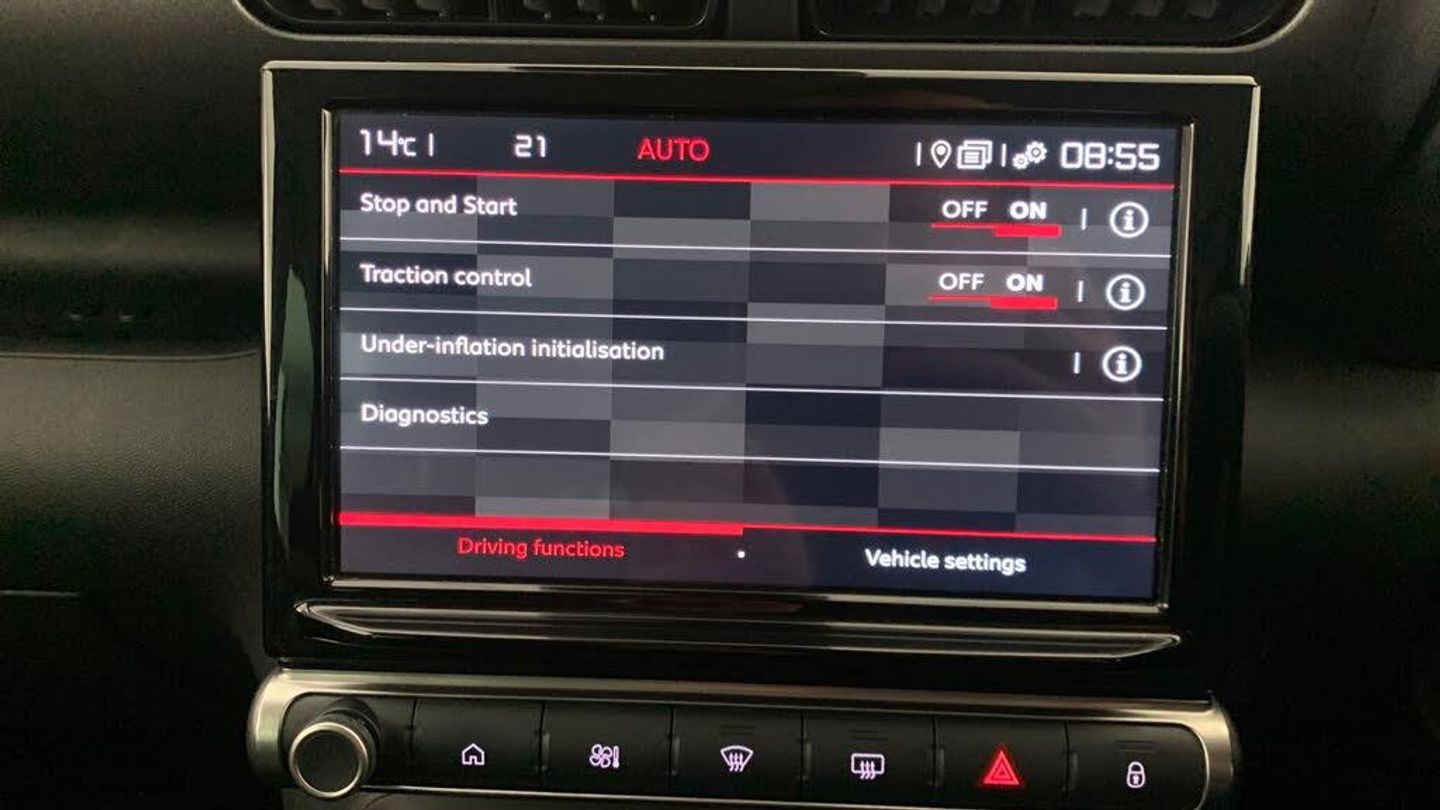 14°C 21 AUTO 08:55
Stop and Start OFF ON
Traction control OFF ON
Under-inflation initialisation
Diagnostics
Driving functions Vehicle settings